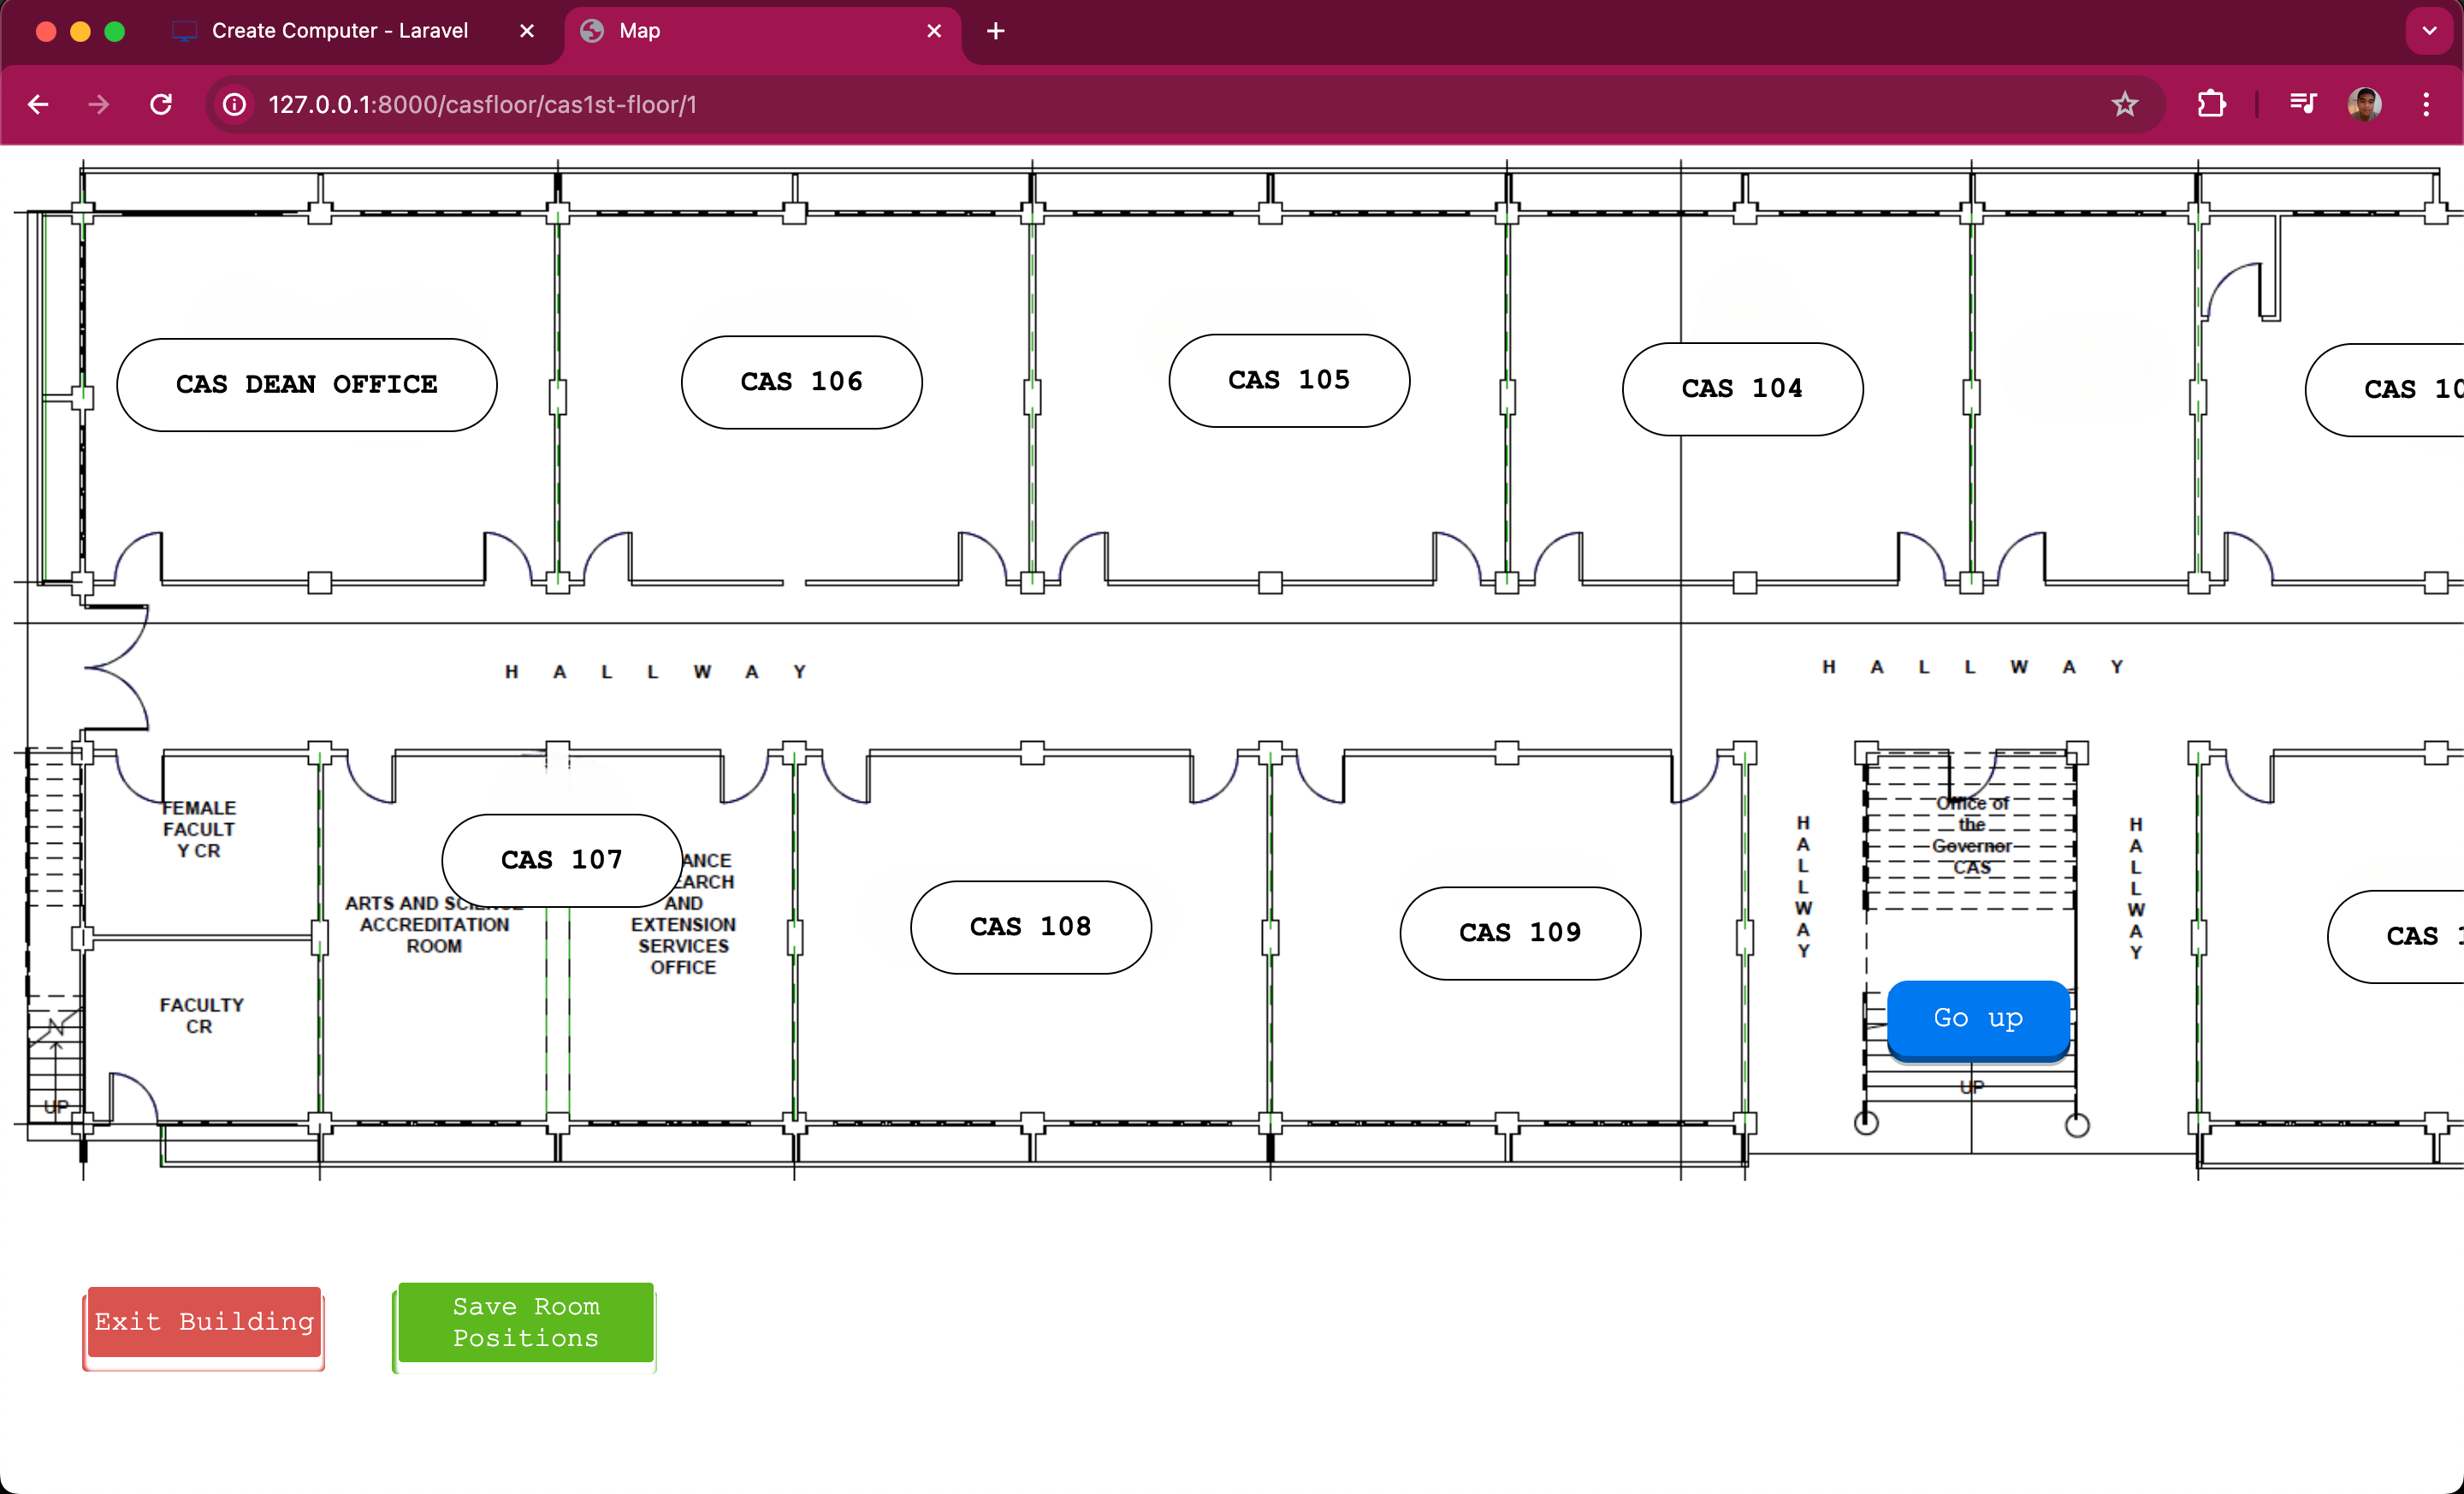 Create Computer - Laravel
Map
127.0.0.1:8000/casfloor/cas1st-floor/1
CAS DEAN OFFICE
CAS 106
CAS 105
CAS 104
CAS 10
H A L L W A Y
H A L L W A Y
FEMALE
FACULT
Y CR
CAS 107
ARTS AND SCIENCE
ACCREDITATION
ROOM
ANCE
EARCH
AND
EXTENSION
SERVICES
OFFICE
CAS 108
CAS 109
H
A
L
L
W
A
Y
Office of
the
Governor
CAS
H
A
L
L
W
A
Y
CAS 1
FACULTY
CR
Go up
UP
UP
Exit Building
Save Room
Positions